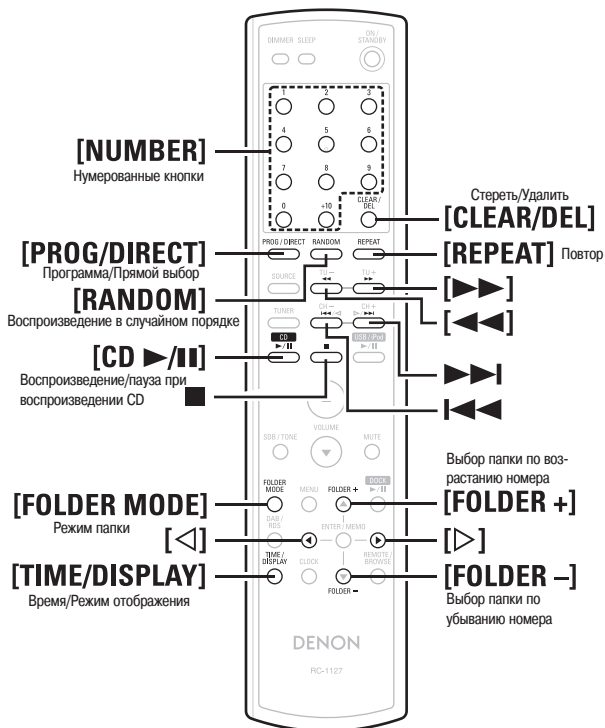 DIMMER SLEEP
ON/
STANDBY
1 2 3
4 5 6
7 8 9
0 +10 CLEAR/
DEL
[NUMBER]
Нумерованные кнопки
Стереть/Удалить
[CLEAR/DEL]
PROG/DIRECT RANDOM REPEAT
[PROG/DIRECT]
Программа/Прямой выбор
[REPEAT] Повтор
SOURCE TU − TU +
◄◄ ►►
[RANDOM]
Воспроизведение в случайном порядке
[►►]
[◄◄]
TUNER CH − CH +
I◄◄ ◁ ▷/►►I
CD
►/II ■ USB/iPod
►/II
[CD ►/II]
Воспроизведение/пауза при
воспроизведении CD ■
►►I
I◄◄
−
VOLUME
SDB/TONE ▼ MUTE
FOLDER
MODE MENU FOLDER + DOCK
►/II
[FOLDER MODE]
Режим папки
Выбор папки по воз-
растанию номера
[FOLDER +]
DAB/
RDS ENTER/MEMO
[◁]
[▷]
TIME/
DISPLAY CLOCK REMOTE/
BROWSE
FOLDER −
[TIME/DISPLAY]
Время/Режим отображения
[FOLDER –]
Выбор папки по
убыванию номера
DENON
RC-1127